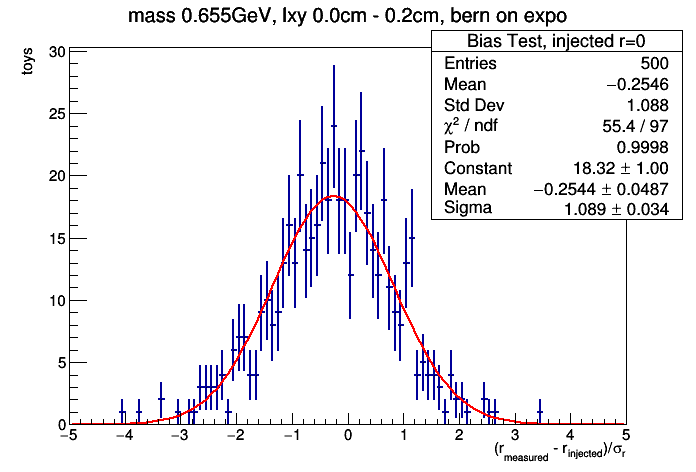 mass 0.655GeV, lxy 0.0cm - 0.2cm, bern on expo
Bias Test, injected r=0
Entries 500
Mean −0.2546
Std Dev 1.088
χ² / ndf 55.4 / 97
Prob 0.9998
Constant 18.32 ± 1.00
Mean −0.2544 ± 0.0487
Sigma 1.089 ± 0.034
toys
30
25
20
15
10
5
0
−5 −4 −3 −2 −1 0 1 2 3 4 5
(r_measured - r_injected)/σ_r